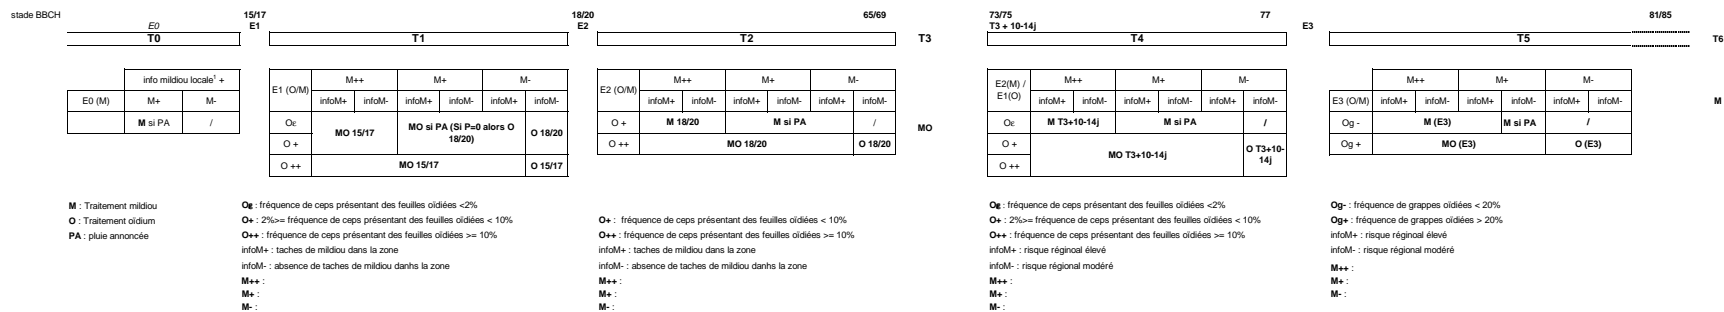 stade BBCH 15/17 18/20 65/69 73/75 77 81/85
E0 E1 E2 T3 + 10-14j E3
T0 T1 T2 T3 T4 T5 T6
info mildiou locale¹ +
E0 (M) M+ M-
M si PA /
E1 (O/M) M++ M+ M-
infoM+ infoM- infoM+ infoM- infoM+ infoM-
Oε MO 15/17 MO si PA (Si P=0 alors O 18/20) O 18/20
O +
O ++ MO 15/17 O 15/17
E2 (O/M) M++ M+ M-
infoM+ infoM- infoM+ infoM- infoM+ infoM-
O + M 18/20 M si PA /
O ++ MO 18/20 O 18/20
MO
E2(M) / E1(O) M++ M+ M-
infoM+ infoM- infoM+ infoM- infoM+ infoM-
Oε M T3+10-14j M si PA /
O + MO T3+10-14j O T3+10-14j
O ++
E3 (O/M) M++ M+ M-
infoM+ infoM- infoM+ infoM- infoM+ infoM-
Og - M (E3) M si PA /
Og + MO (E3) O (E3)
M
M : Traitement mildiou
O : Traitement oïdium
PA : pluie annoncée
Oε : fréquence de ceps présentant des feuilles oïdiées <2%
O+ : 2%>= fréquence de ceps présentant des feuilles oïdiées < 10%
O++ : fréquence de ceps présentant des feuilles oïdiées >= 10%
infoM+ : taches de mildiou dans la zone
infoM- : absence de taches de mildiou danhs la zone
M++ :
M+ :
M- :
O+ : fréquence de ceps présentant des feuilles oïdiées < 10%
O++ : fréquence de ceps présentant des feuilles oïdiées >= 10%
infoM+ : taches de mildiou dans la zone
infoM- : absence de taches de mildiou danhs la zone
M++ :
M+ :
M- :
Oε : fréquence de ceps présentant des feuilles oïdiées <2%
O+ : 2%>= fréquence de ceps présentant des feuilles oïdiées < 10%
O++ : fréquence de ceps présentant des feuilles oïdiées >= 10%
infoM+ : risque réginoal élevé
infoM- : risque régional modéré
M++ :
M+ :
M- :
Og- : fréquence de grappes oïdiées < 20%
Og+ : fréquence de grappes oïdiées > 20%
infoM+ : risque réginoal élevé
infoM- : risque régional modéré
M++ :
M+ :
M- :